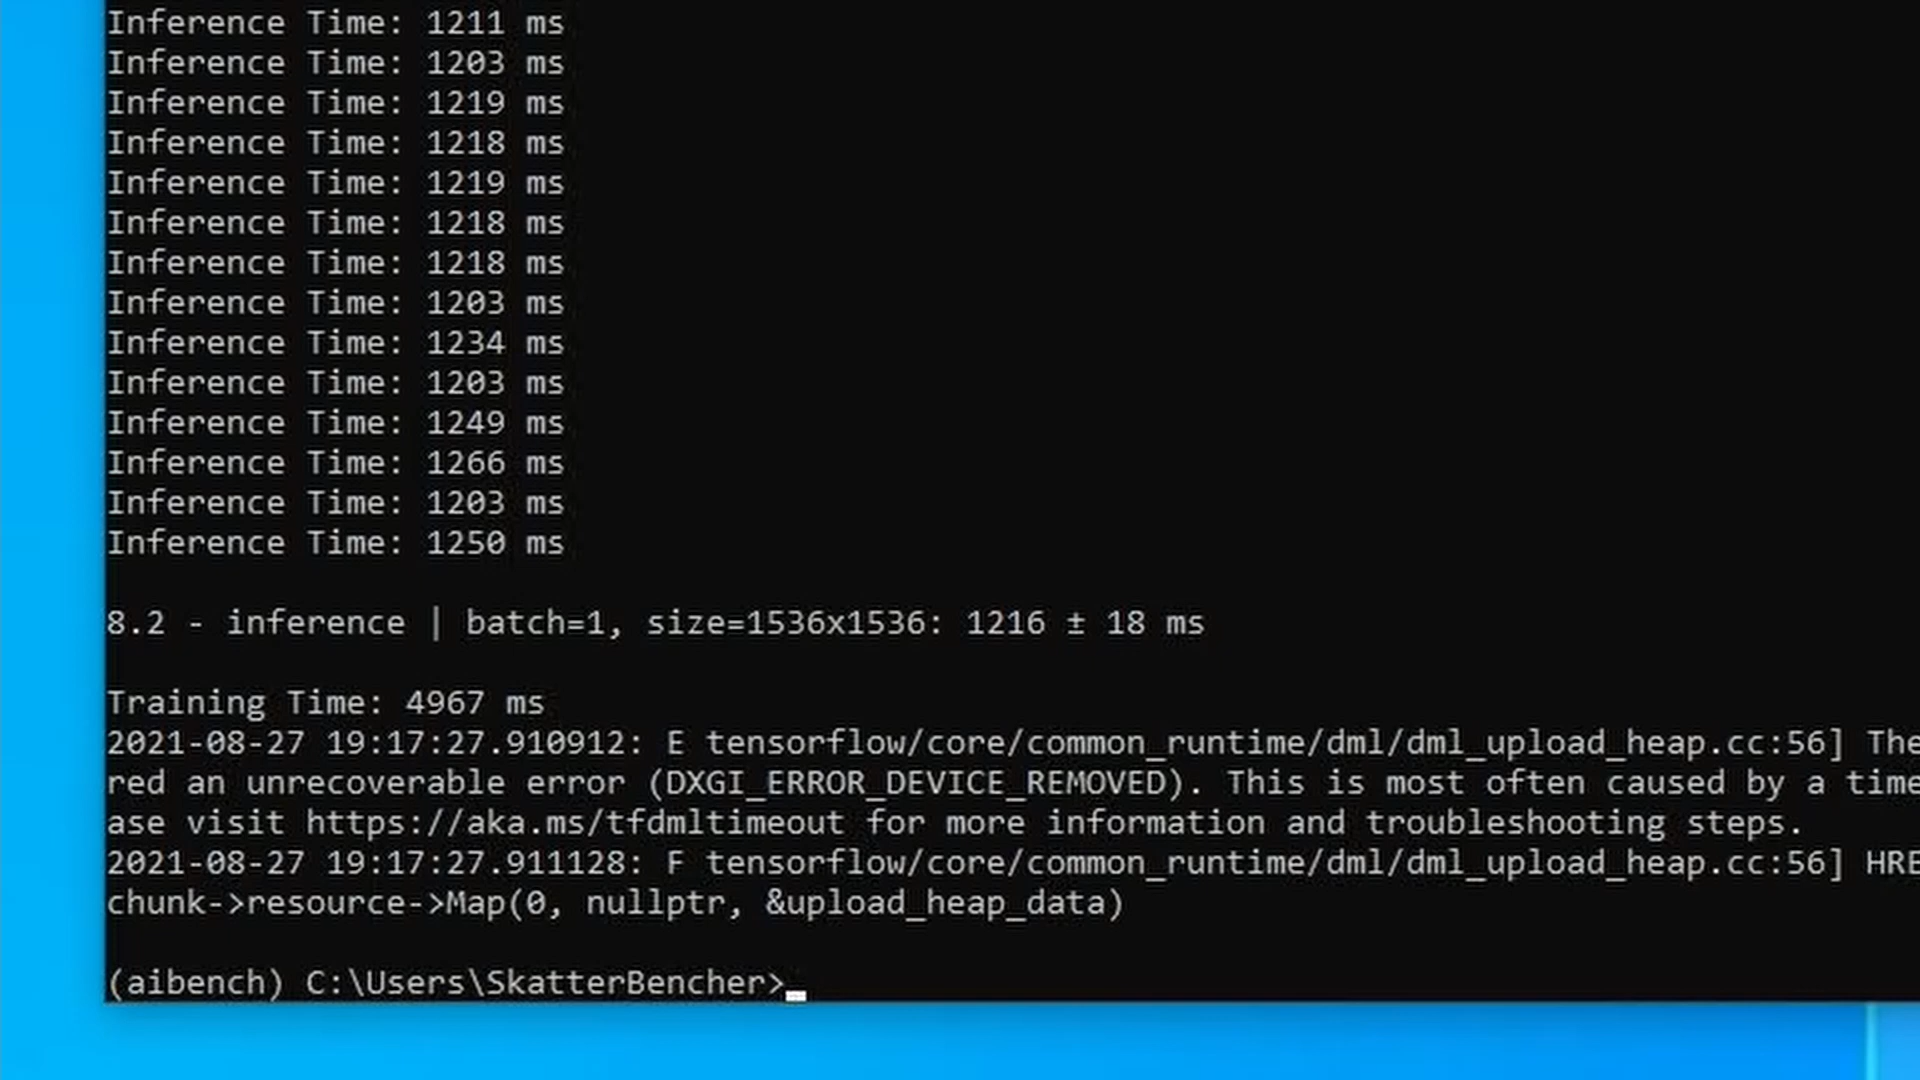 Inference Time: 1211 ms
Inference Time: 1203 ms
Inference Time: 1219 ms
Inference Time: 1218 ms
Inference Time: 1219 ms
Inference Time: 1218 ms
Inference Time: 1218 ms
Inference Time: 1203 ms
Inference Time: 1234 ms
Inference Time: 1203 ms
Inference Time: 1249 ms
Inference Time: 1266 ms
Inference Time: 1203 ms
Inference Time: 1250 ms
8.2 - inference | batch=1, size=1536x1536: 1216 ± 18 ms
Training Time: 4967 ms
2021-08-27 19:17:27.910912: E tensorflow/core/common_runtime/dml/dml_upload_heap.cc:56] The
red an unrecoverable error (DXGI_ERROR_DEVICE_REMOVED). This is most often caused by a time
ase visit https://aka.ms/tfdmltimeout for more information and troubleshooting steps.
2021-08-27 19:17:27.911128: F tensorflow/core/common_runtime/dml/dml_upload_heap.cc:56] HRE
chunk->resource->Map(0, nullptr, &upload_heap_data)
(aibench) C:\Users\SkatterBencher>